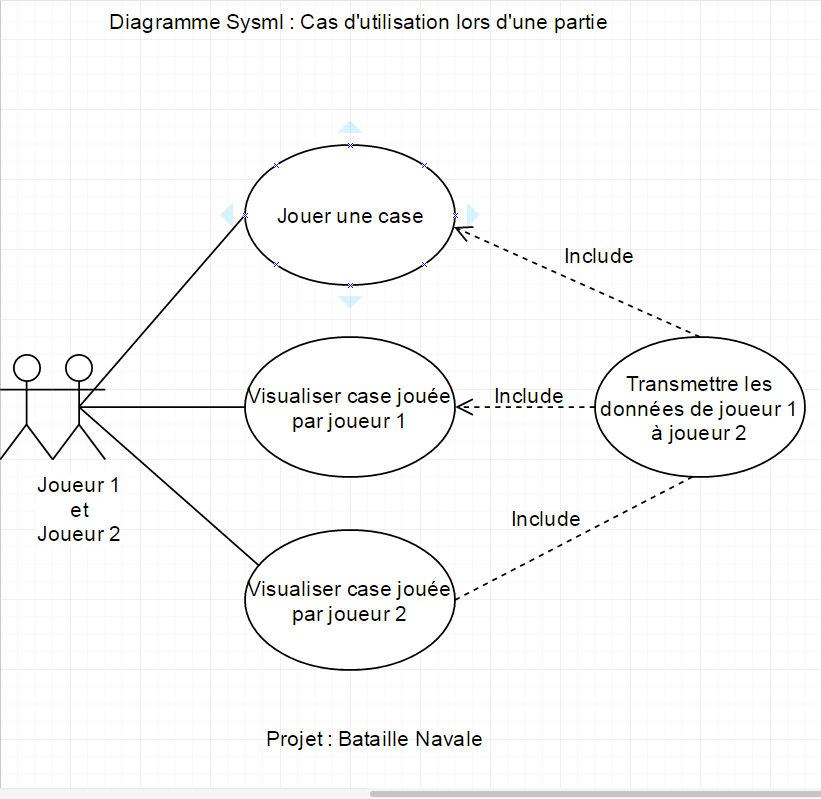 Diagramme Sysml : Cas d'utilisation lors d'une partie
Jouer une case
Include
Visualiser case jouée
par joueur 1
Include
Transmettre les
données de joueur 1
à joueur 2
Joueur 1
et
Joueur 2
Include
Visualiser case jouée
par joueur 2
Projet : Bataille Navale